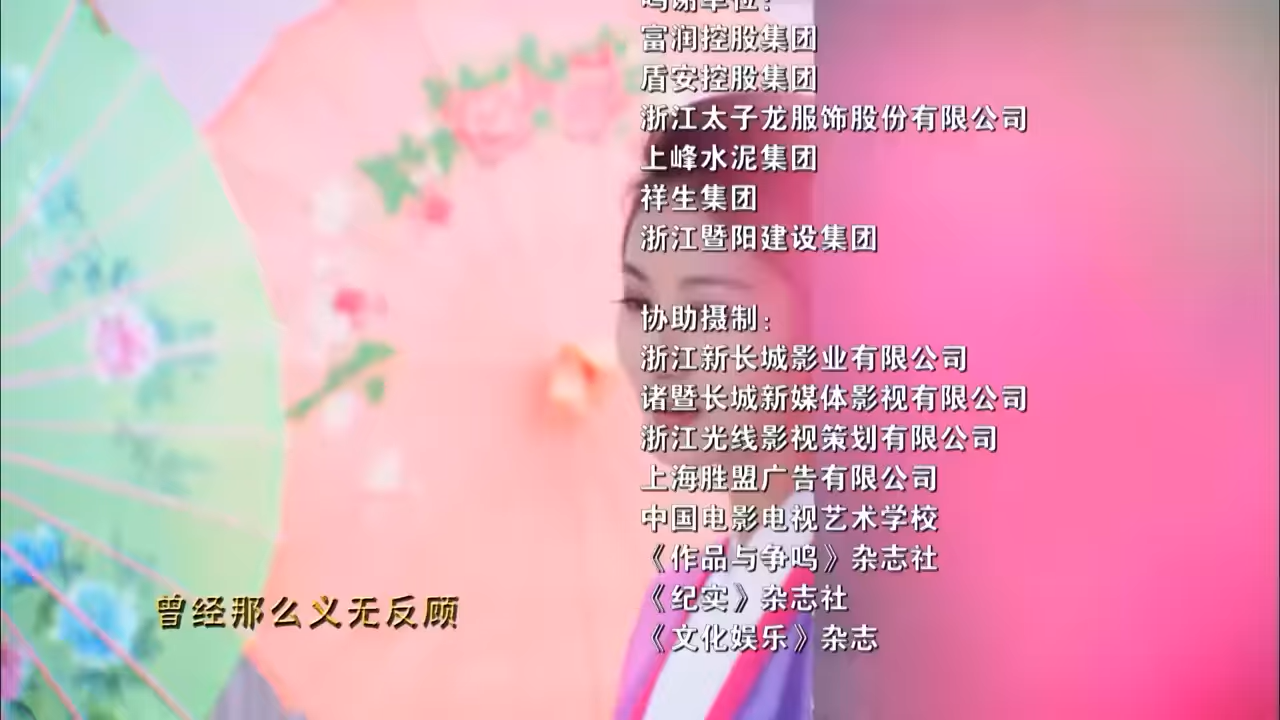 鸣谢单位：
富润控股集团
盾安控股集团
浙江太子龙服饰股份有限公司
上峰水泥集团
祥生集团
浙江暨阳建设集团
协助摄制：
浙江新长城影业有限公司
诸暨长城新媒体影视有限公司
浙江光线影视策划有限公司
上海胜盟广告有限公司
中国电影电视艺术学校
《作品与争鸣》杂志社
《纪实》杂志社
《文化娱乐》杂志
曾经那么义无反顾